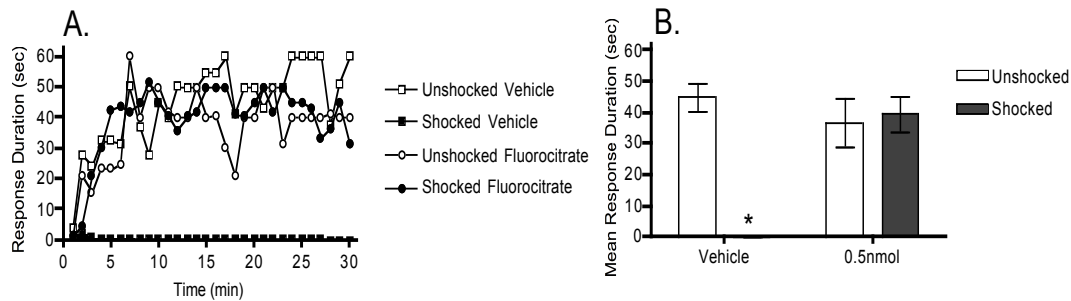 A.
Response Duration (sec)
60
50
40
30
20
10
0
0 5 10 15 20 25 30
Time (min)
Unshocked Vehicle
Shocked Vehicle
Unshocked Fluorocitrate
Shocked Fluorocitrate
B.
Mean Response Duration (sec)
60
50
40
30
20
10
0
*
Vehicle 0.5nmol
Unshocked
Shocked